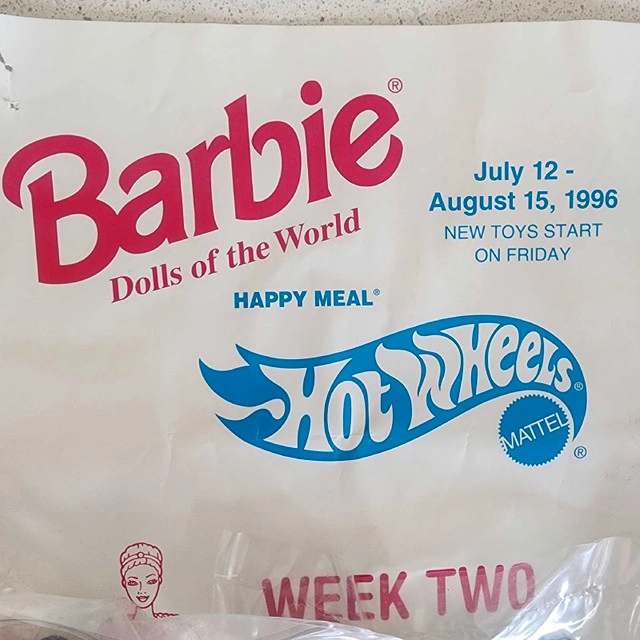 Barbie®
Dolls of the World
July 12 -
August 15, 1996
NEW TOYS START
ON FRIDAY
HAPPY MEAL®
Hot Wheels®
MATTEL®
WEEK TWO